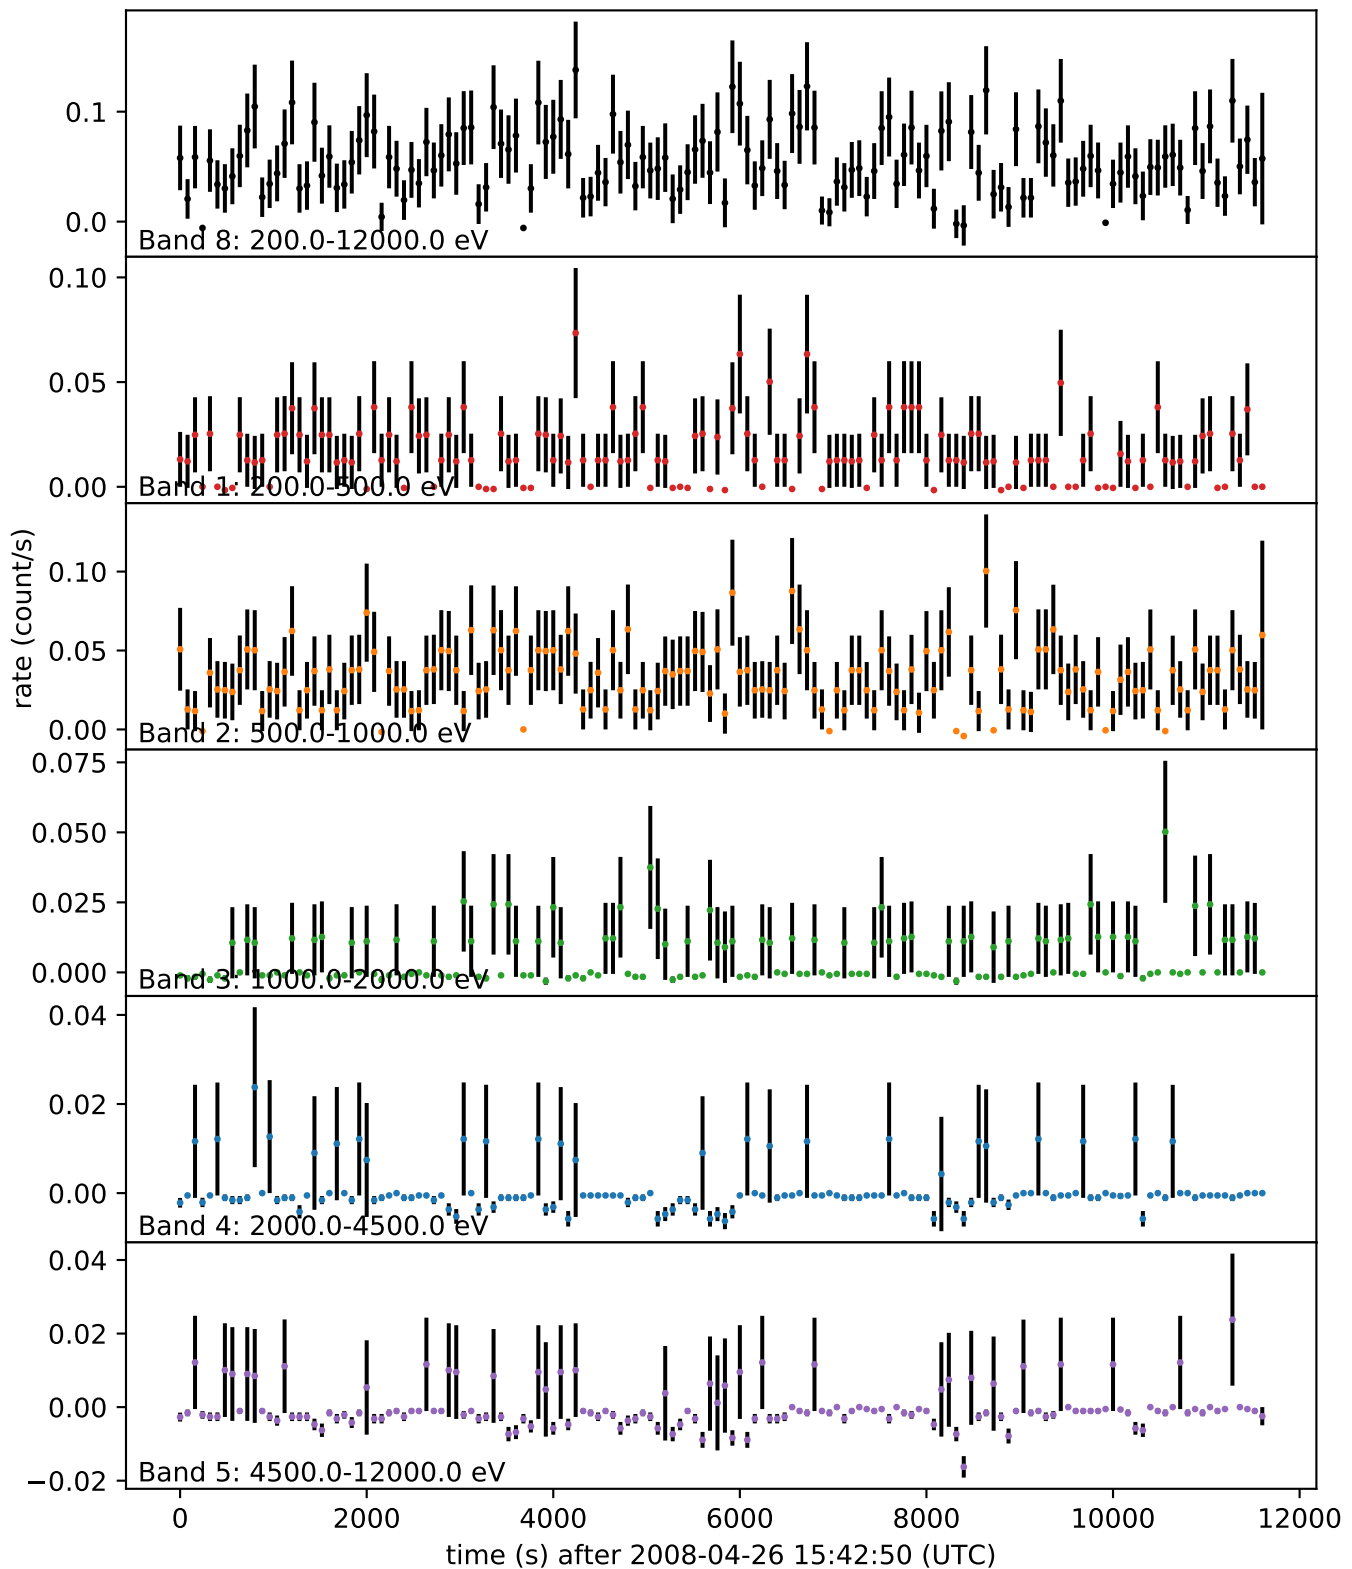 0.1
0.0
Band 8: 200.0-12000.0 eV
0.10
0.05
0.00
Band 1: 200.0-500.0 eV
rate (count/s)
0.10
0.05
0.00
Band 2: 500.0-1000.0 eV
0.075
0.050
0.025
0.000
Band 3: 1000.0-2000.0 eV
0.04
0.02
0.00
Band 4: 2000.0-4500.0 eV
0.04
0.02
0.00
−0.02
Band 5: 4500.0-12000.0 eV
0 2000 4000 6000 8000 10000 12000
time (s) after 2008-04-26 15:42:50 (UTC)